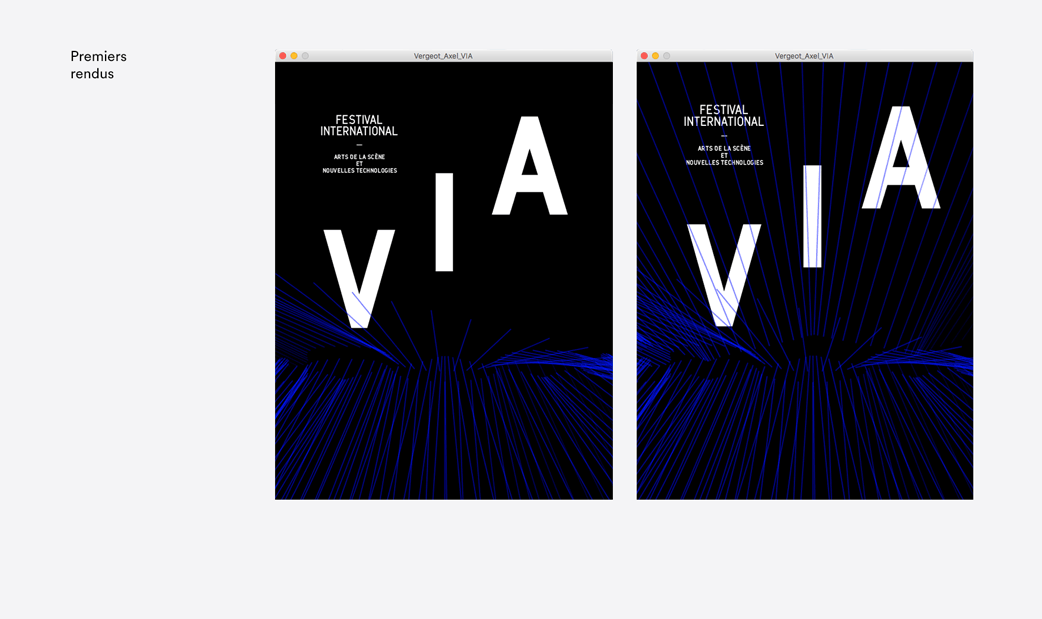 Premiers
rendus
Vergeot_Axel_VIA
FESTIVAL
INTERNATIONAL
—
ARTS DE LA SCÈNE
ET
NOUVELLES TECHNOLOGIES
V I A
Vergeot_Axel_VIA
FESTIVAL
INTERNATIONAL
—
ARTS DE LA SCÈNE
ET
NOUVELLES TECHNOLOGIES
V I A